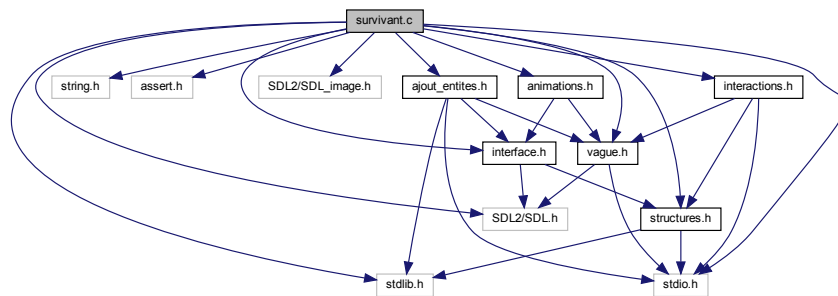 survivant.c
string.h
assert.h
SDL2/SDL_image.h
ajout_entites.h
animations.h
interactions.h
interface.h
vague.h
SDL2/SDL.h
structures.h
stdlib.h
stdio.h